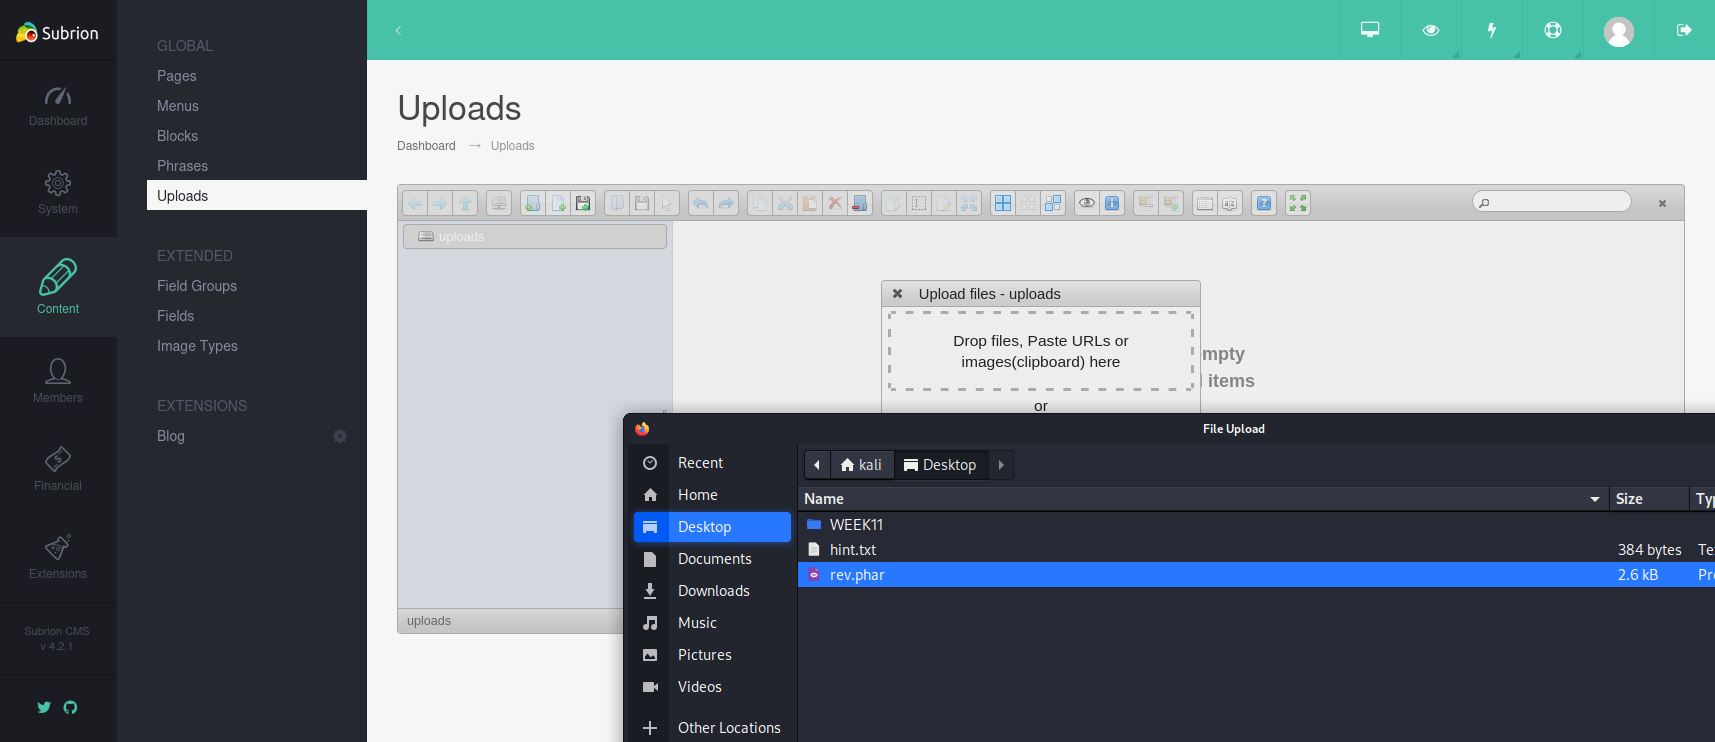 Subrion
Dashboard
System
Content
Members
Financial
Extensions
Subrion CMS
v 4.2.1
GLOBAL
Pages
Menus
Blocks
Phrases
Uploads
EXTENDED
Field Groups
Fields
Image Types
EXTENSIONS
Blog
Uploads
Dashboard → Uploads
uploads
Upload files - uploads
Drop files, Paste URLs or
images(clipboard) here
or
mpty
items
uploads
File Upload
Recent
Home
Desktop
Documents
Downloads
Music
Pictures
Videos
Other Locations
kali Desktop
Name Size Typ
WEEK11
hint.txt 384 bytes Te
rev.phar 2.6 kB Pr